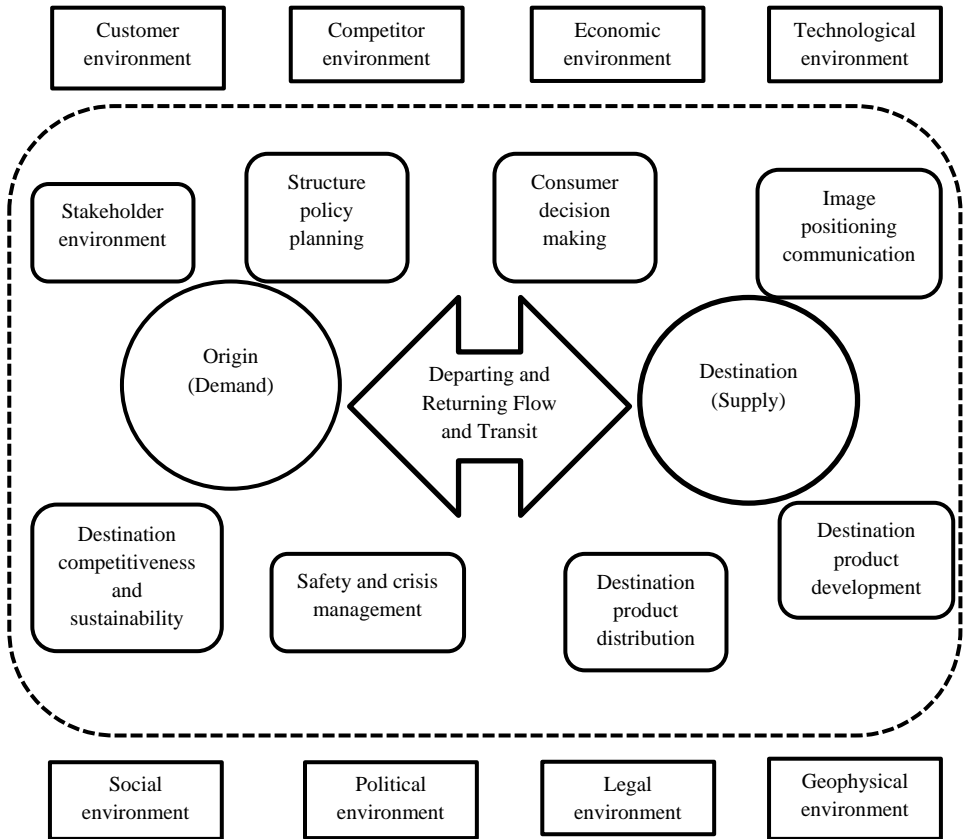 Customer
environment
Competitor
environment
Economic
environment
Technological
environment
Stakeholder
environment
Structure
policy
planning
Consumer
decision
making
Image
positioning
communication
Origin
(Demand)
Departing and
Returning Flow
and Transit
Destination
(Supply)
Destination
competitiveness
and
sustainability
Safety and crisis
management
Destination
product
distribution
Destination
product
development
Social
environment
Political
environment
Legal
environment
Geophysical
environment